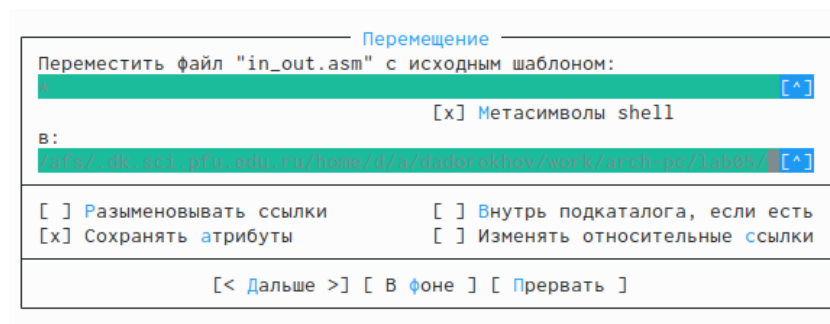 Перемещение
Переместить файл "in_out.asm" с исходным шаблоном:
* [^]
[x] Метасимволы shell
в:
/afs/.dk.sci.pfu.edu.ru/home/d/a/dadorokhov/work/arch-pc/lab05/ [^]
[ ] Разыменовывать ссылки [ ] Внутрь подкаталога, если есть
[x] Сохранять атрибуты [ ] Изменять относительные ссылки
[< Дальше >] [ В фоне ] [ Прервать ]